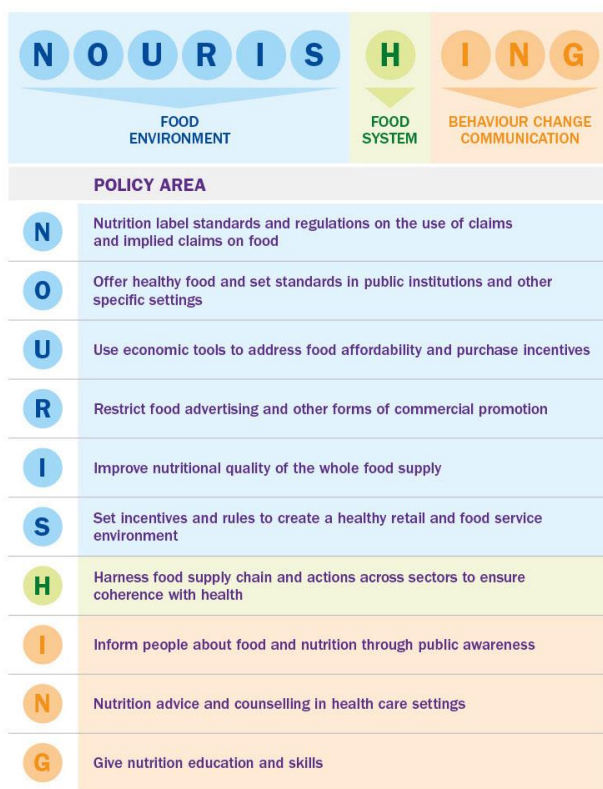 N O U R I S H I N G
FOOD
ENVIRONMENT
FOOD
SYSTEM
BEHAVIOUR CHANGE
COMMUNICATION
POLICY AREA
N
Nutrition label standards and regulations on the use of claims
and implied claims on food
O
Offer healthy food and set standards in public institutions and other
specific settings
U
Use economic tools to address food affordability and purchase incentives
R
Restrict food advertising and other forms of commercial promotion
I
Improve nutritional quality of the whole food supply
S
Set incentives and rules to create a healthy retail and food service
environment
H
Harness food supply chain and actions across sectors to ensure
coherence with health
I
Inform people about food and nutrition through public awareness
N
Nutrition advice and counselling in health care settings
G
Give nutrition education and skills